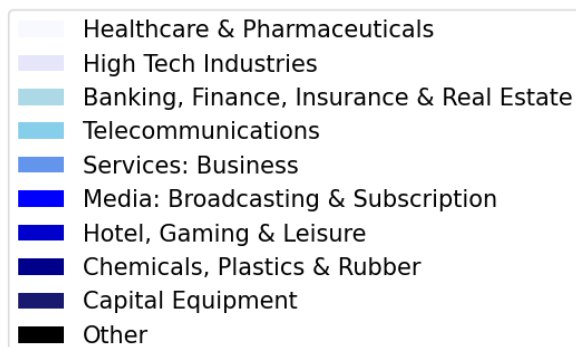 Healthcare & Pharmaceuticals
High Tech Industries
Banking, Finance, Insurance & Real Estate
Telecommunications
Services: Business
Media: Broadcasting & Subscription
Hotel, Gaming & Leisure
Chemicals, Plastics & Rubber
Capital Equipment
Other